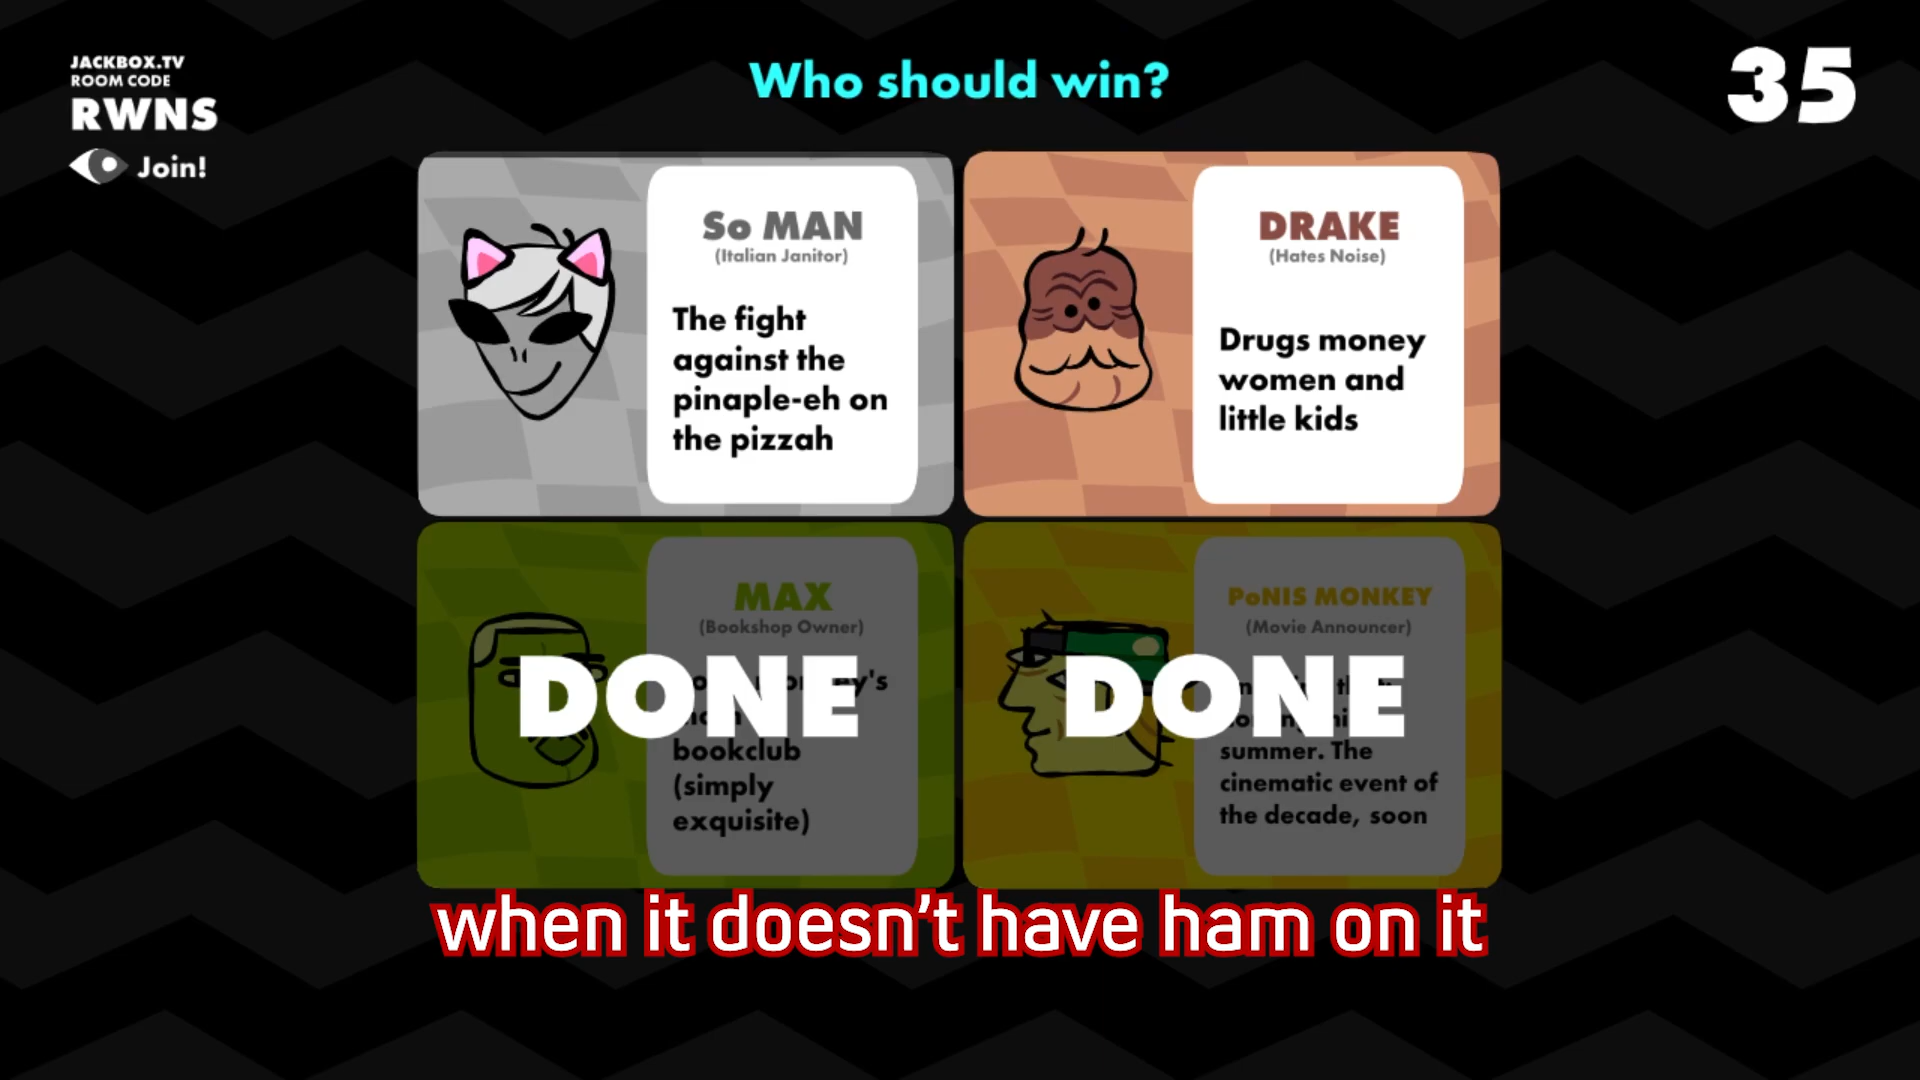 JACKBOX.TV
ROOM CODE
RWNS
Join!
Who should win?
35
So MAN
(Italian Janitor)
The fight
against the
pinaple-eh on
the pizzah
DRAKE
(Hates Noise)
Drugs money
women and
little kids
MAX
(Bookshop Owner)
bookclub
(simply
exquisite)
DONE
PoNIS MONKEY
(Movie Announcer)
summer. The
cinematic event of
the decade, soon
DONE
when it doesn't have ham on it